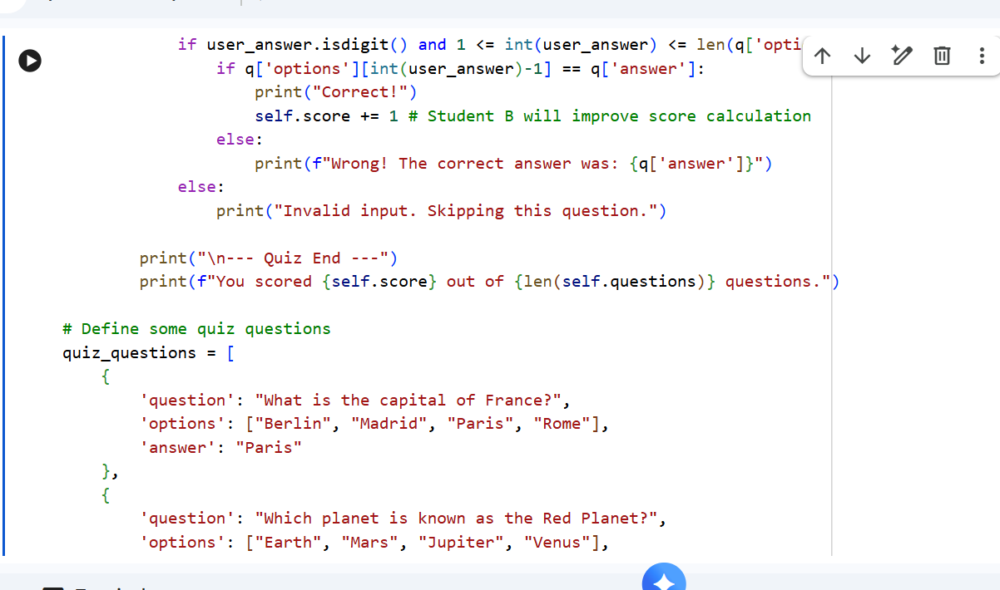 if user_answer.isdigit() and 1 <= int(user_answer) <= len(q['opti
if q['options'][int(user_answer)-1] == q['answer']:
print("Correct!")
self.score += 1 # Student B will improve score calculation
else:
print(f"Wrong! The correct answer was: {q['answer']}")
else:
print("Invalid input. Skipping this question.")
print("\n--- Quiz End ---")
print(f"You scored {self.score} out of {len(self.questions)} questions.")
# Define some quiz questions
quiz_questions = [
{
'question': "What is the capital of France?",
'options': ["Berlin", "Madrid", "Paris", "Rome"],
'answer': "Paris"
},
{
'question': "Which planet is known as the Red Planet?",
'options': ["Earth", "Mars", "Jupiter", "Venus"],